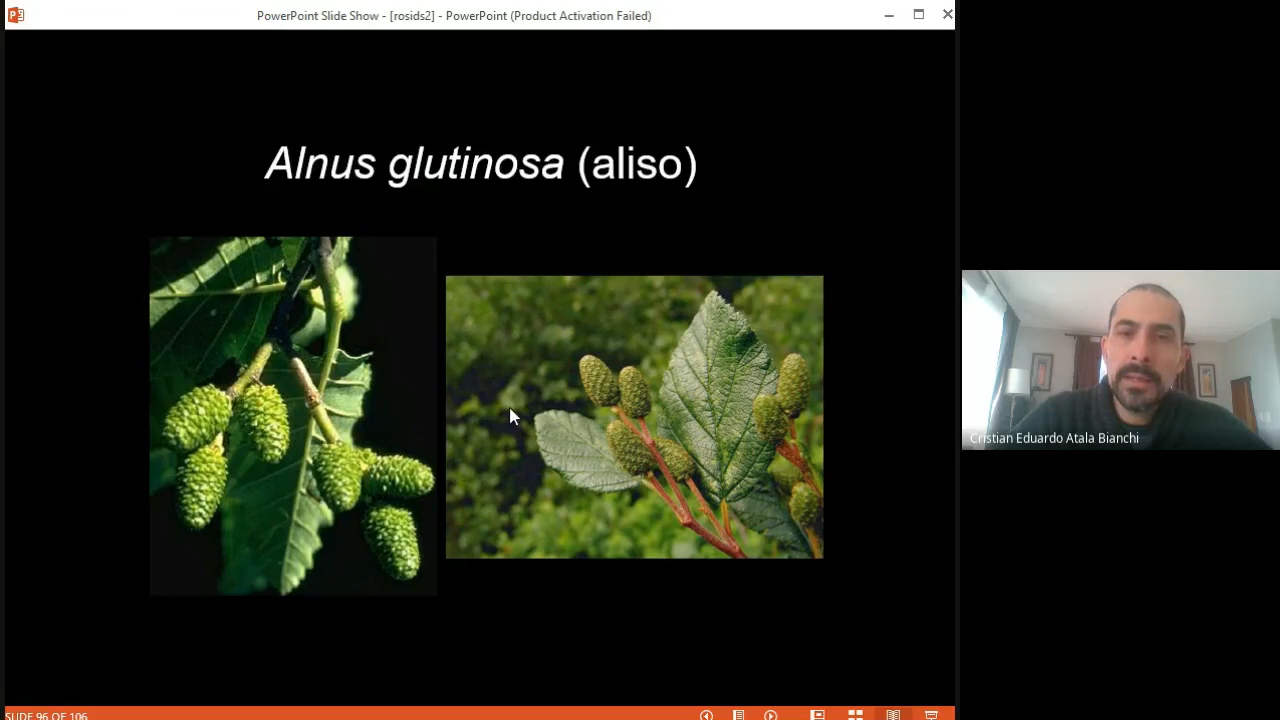 PowerPoint Slide Show - [rosids2] - PowerPoint (Product Activation Failed)
Alnus glutinosa (aliso)
Cristian Eduardo Atala Bianchi
SLIDE 96 OF 106